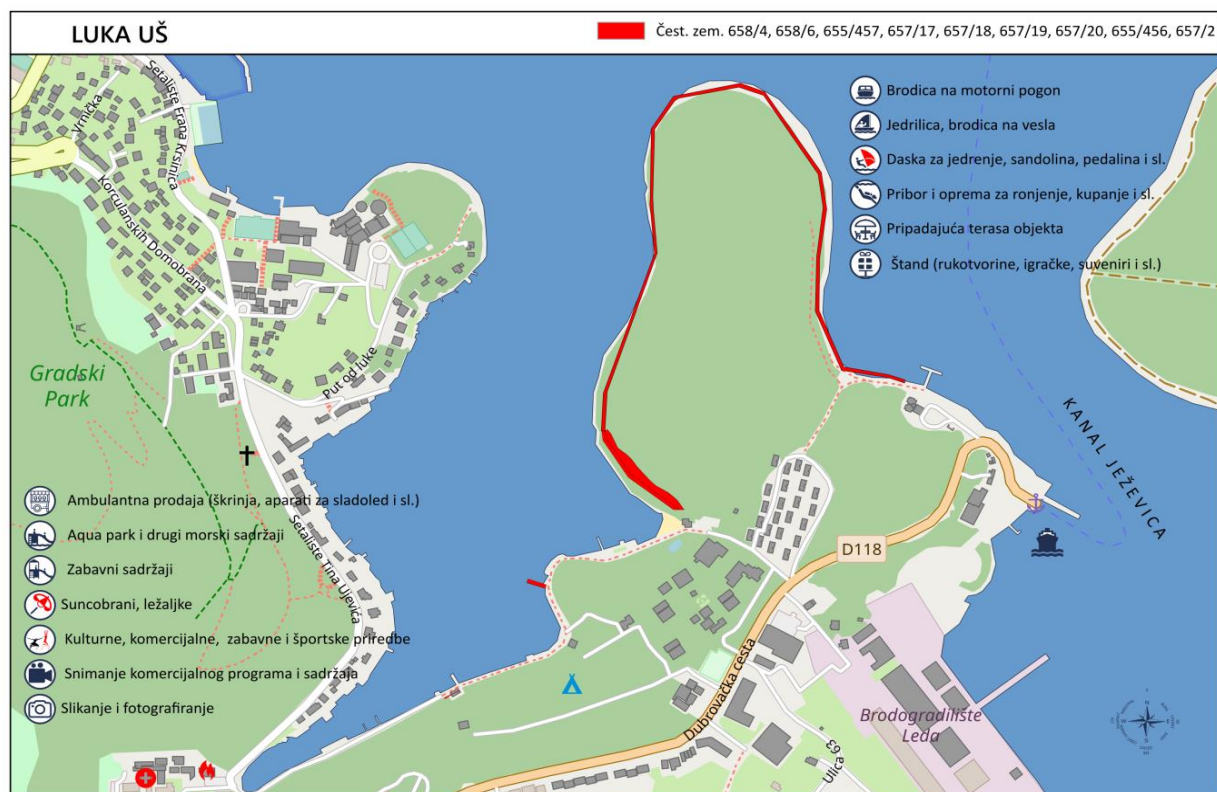 LUKA UŠ
Čest. zem. 658/4, 658/6, 655/457, 657/17, 657/18, 657/19, 657/20, 655/456, 657/2
Brodica na motorni pogon
Jedrilica, brodica na vesla
Daska za jedrenje, sandolina, pedalina i sl.
Pribor i oprema za ronjenje, kupanje i sl.
Pripadajuća terasa objekta
Štand (rukotvorine, igračke, suveniri i sl.)
Vrnička
Setaliste Frana Krsinica
Korculanskih Domobrana
Gradski
Park
Put od luke
KANAL JEŽEVICA
Ambulantna prodaja (škrinja, aparati za sladoled i sl.)
Aqua park i drugi morski sadržaji
Zabavni sadržaji
Suncobrani, ležaljke
Kulturne, komercijalne, zabavne i športske priredbe
Snimanje komercijalnog programa i sadržaja
Slikanje i fotografiranje
Setaliste Tina Ujevića
D118
Dubrovačka cesta
Brodogradilište
Leda
Ulica 63